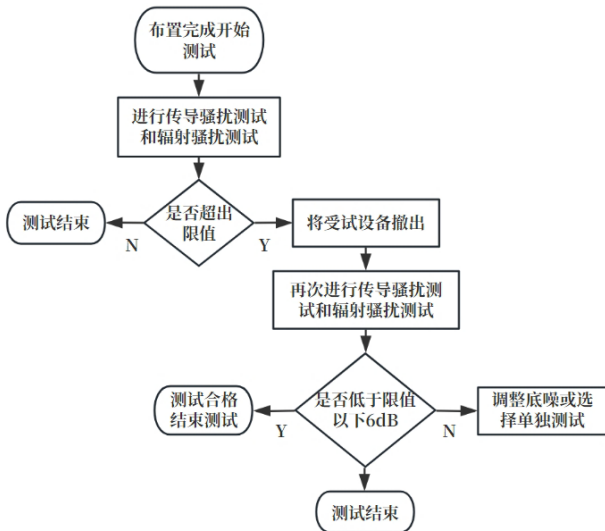 布置完成开始
测试
进行传导骚扰测试
和辐射骚扰测试
是否超出
限值
测试结束
N
Y
将受试设备撤出
再次进行传导骚扰测
试和辐射骚扰测试
是否低于限值
以下6dB
测试合格
结束测试
Y
N
调整底噪或选
择单独测试
测试结束